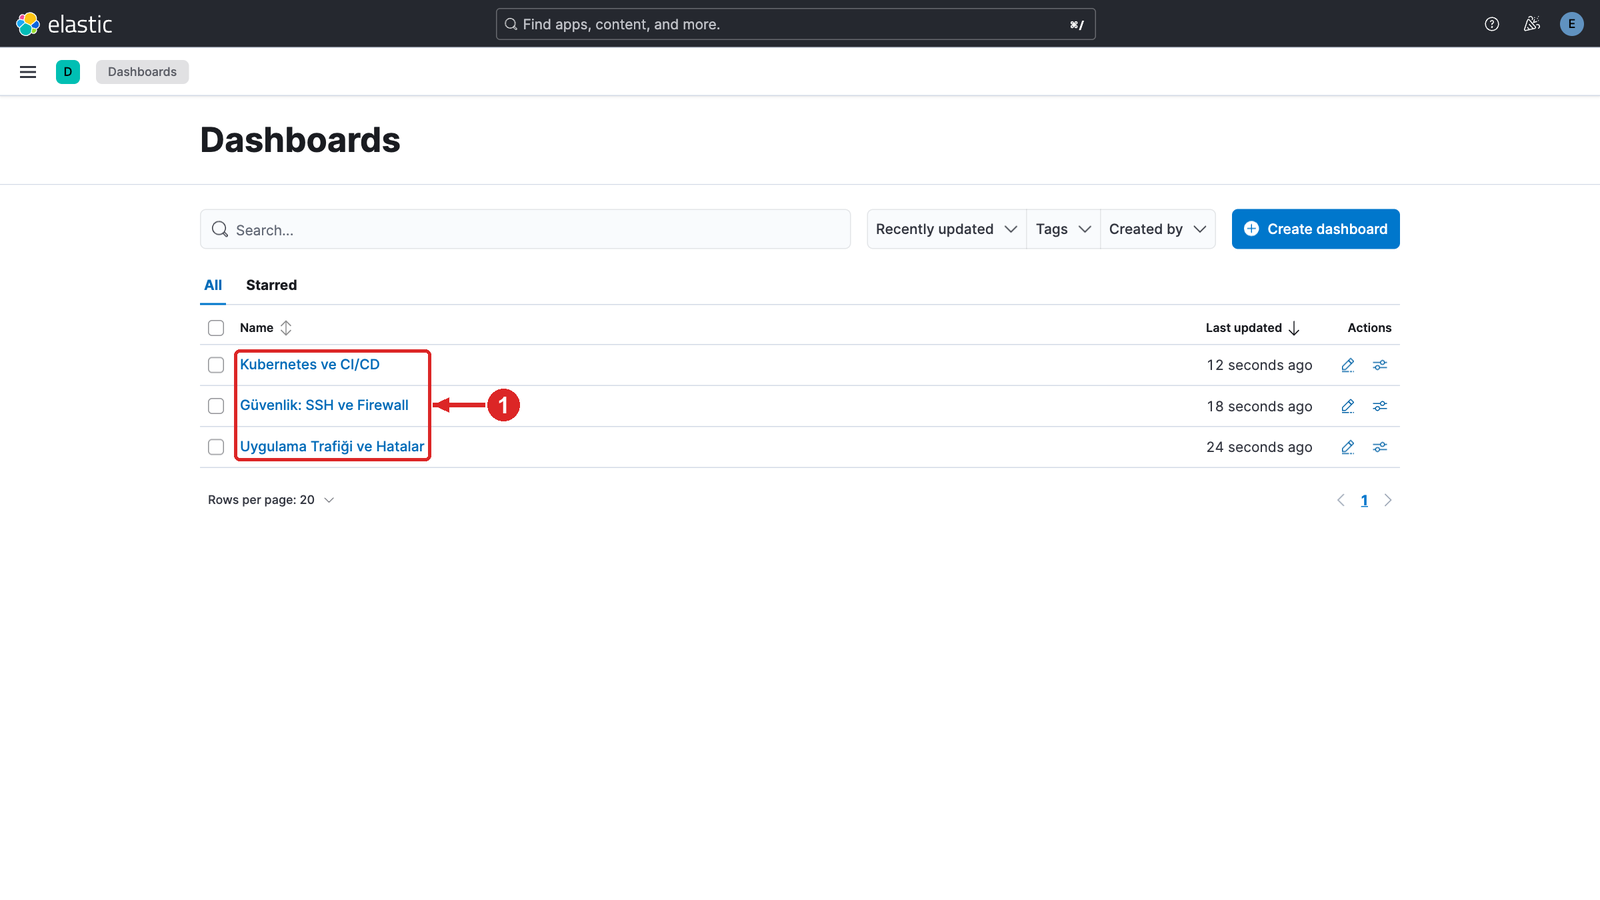 elastic
Find apps, content, and more.
⌘/
E
D
Dashboards
Dashboards
Search...
Recently updated
Tags
Created by
Create dashboard
All
Starred
Name
Last updated
Actions
Kubernetes ve CI/CD
12 seconds ago
Güvenlik: SSH ve Firewall
1
18 seconds ago
Uygulama Trafiği ve Hatalar
24 seconds ago
Rows per page: 20
1